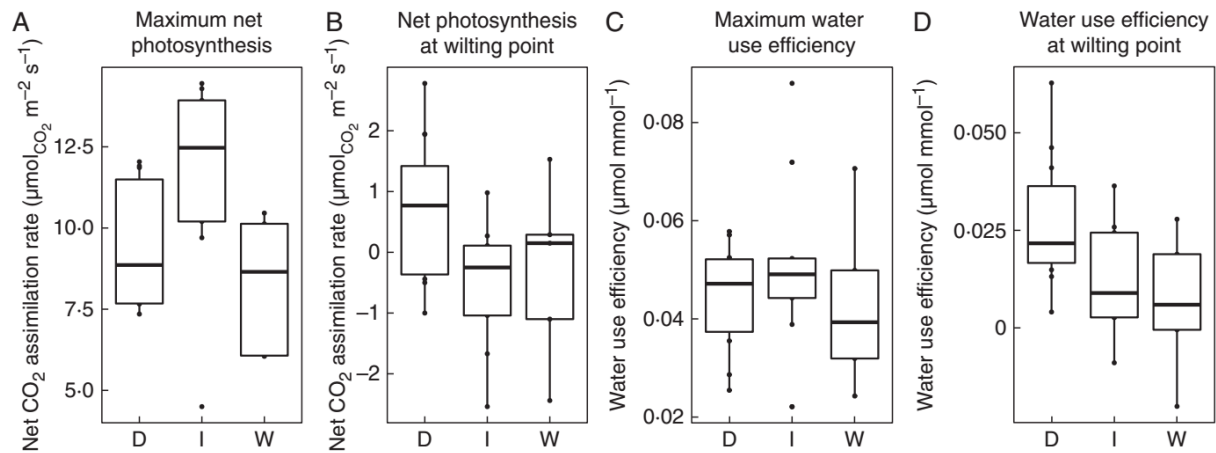 A
Maximum net
photosynthesis
Net CO₂ assimilation rate (μmol_CO₂ m⁻² s⁻¹)
12·5
10·0
7·5
5·0
D I W
B
Net photosynthesis
at wilting point
Net CO₂ assimilation rate (μmol_CO₂ m⁻² s⁻¹)
2
1
0
−1
−2
D I W
C
Maximum water
use efficiency
Water use efficiency (μmol mmol⁻¹)
0·08
0·06
0·04
0·02
D I W
D
Water use efficiency
at wilting point
Water use efficiency (μmol mmol⁻¹)
0·050
0·025
0
D I W